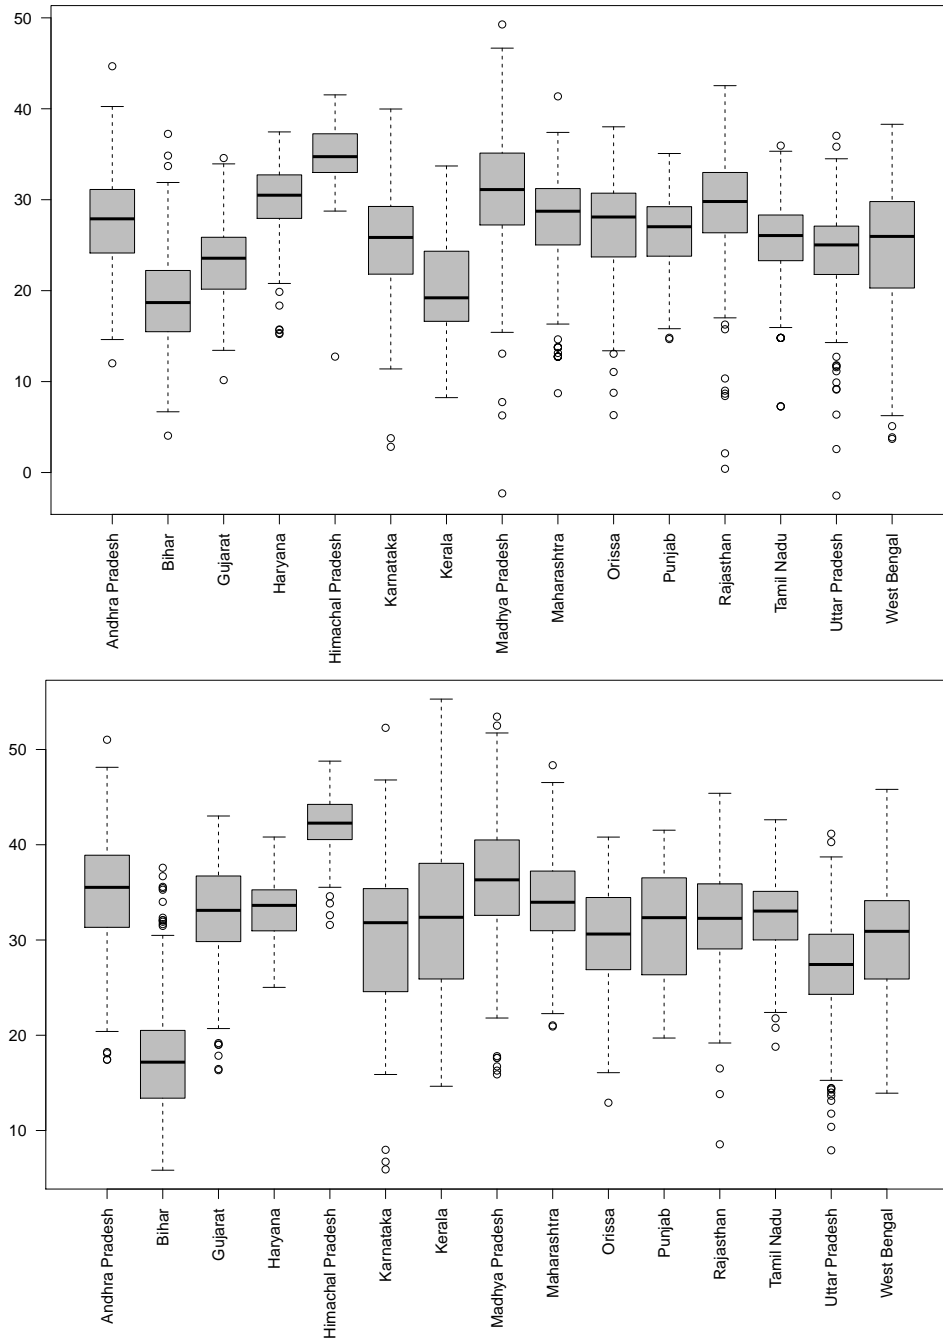 50
40
30
20
10
0
Andhra Pradesh
Bihar
Gujarat
Haryana
Himachal Pradesh
Karnataka
Kerala
Madhya Pradesh
Maharashtra
Orissa
Punjab
Rajasthan
Tamil Nadu
Uttar Pradesh
West Bengal
50
40
30
20
10
Andhra Pradesh
Bihar
Gujarat
Haryana
Himachal Pradesh
Karnataka
Kerala
Madhya Pradesh
Maharashtra
Orissa
Punjab
Rajasthan
Tamil Nadu
Uttar Pradesh
West Bengal